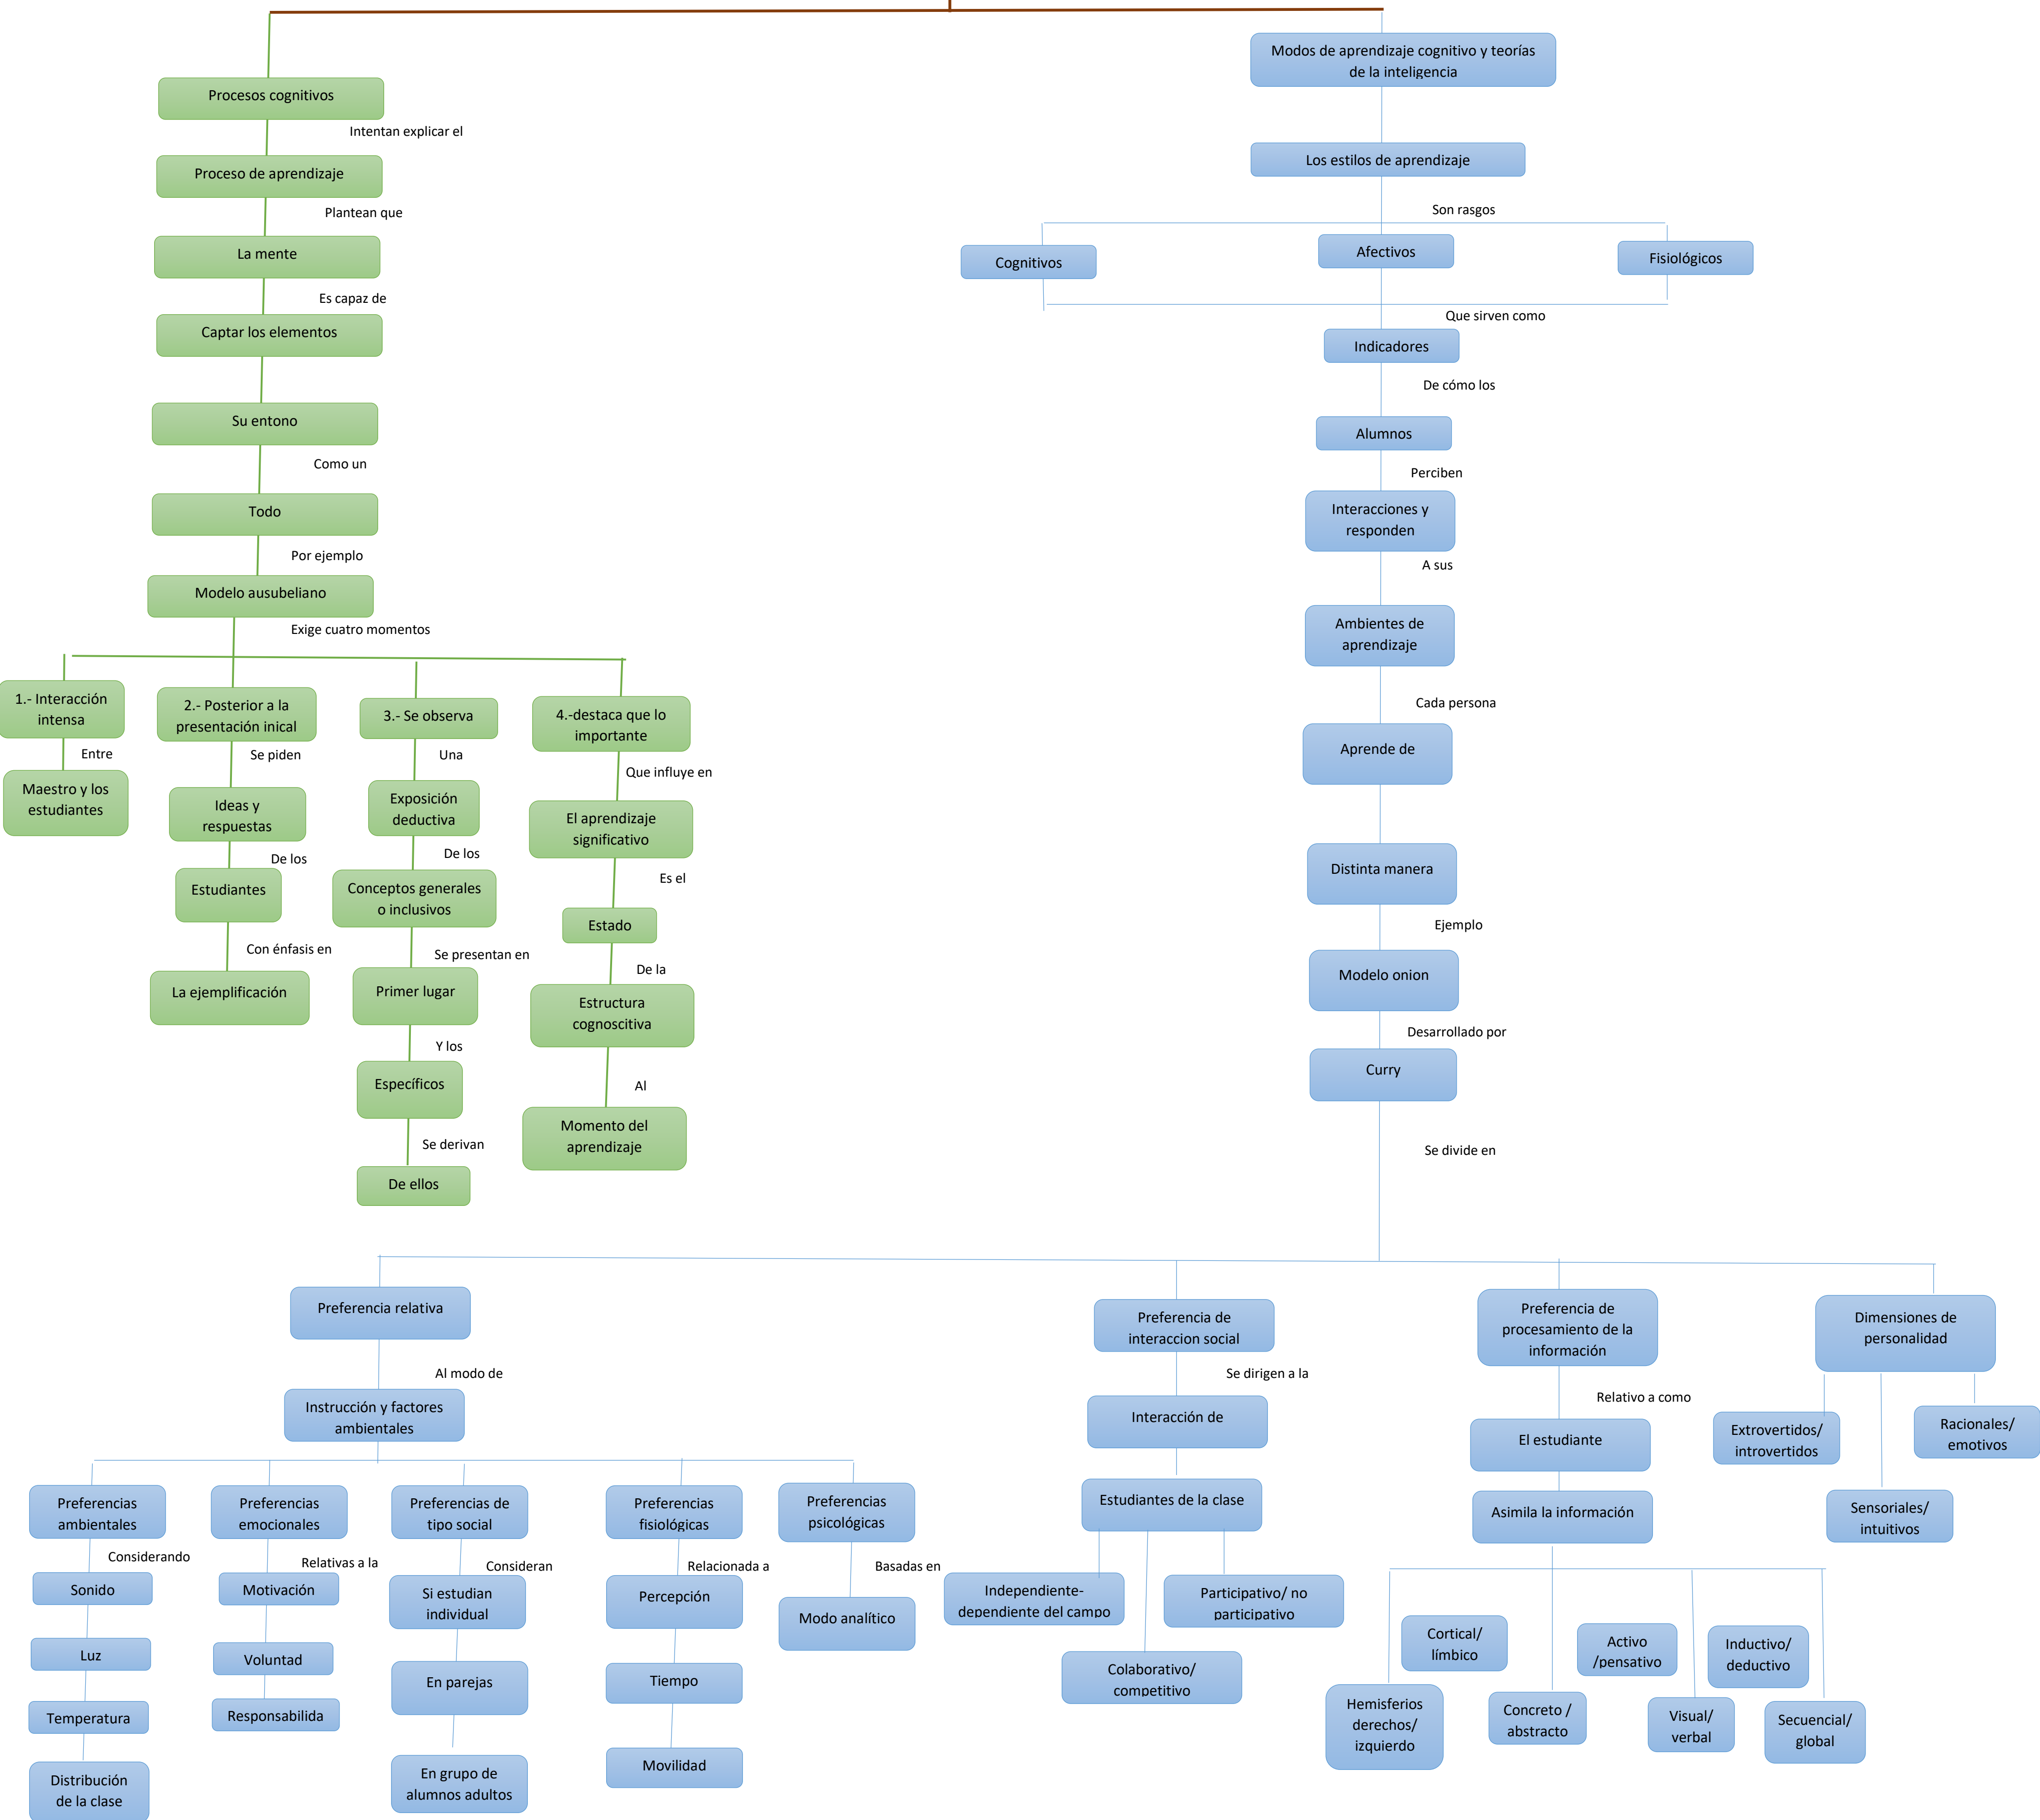 Procesos cognitivos
Intentan explicar el
Proceso de aprendizaje
Plantean que
La mente
Es capaz de
Captar los elementos
Su entono
Como un
Todo
Por ejemplo
Modelo ausubeliano
Exige cuatro momentos
1.- Interacción
intensa
Entre
Maestro y los
estudiantes
2.- Posterior a la
presentación inical
Se piden
Ideas y
respuestas
De los
Estudiantes
Con énfasis en
La ejemplificación
3.- Se observa
Una
Exposición
deductiva
De los
Conceptos generales
o inclusivos
Se presentan en
Primer lugar
Y los
Específicos
Se derivan
De ellos
4.-destaca que lo
importante
Que influye en
El aprendizaje
significativo
Es el
Estado
De la
Estructura
cognoscitiva
Al
Momento del
aprendizaje
Modos de aprendizaje cognitivo y teorías
de la inteligencia
Los estilos de aprendizaje
Son rasgos
Cognitivos
Afectivos
Fisiológicos
Que sirven como
Indicadores
De cómo los
Alumnos
Perciben
Interacciones y
responden
A sus
Ambientes de
aprendizaje
Cada persona
Aprende de
Distinta manera
Ejemplo
Modelo onion
Desarrollado por
Curry
Se divide en
Preferencia relativa
Al modo de
Instrucción y factores
ambientales
Preferencias
ambientales
Considerando
Sonido
Luz
Temperatura
Distribución
de la clase
Preferencias
emocionales
Relativas a la
Motivación
Voluntad
Responsabilida
Preferencias de
tipo social
Consideran
Si estudian
individual
En parejas
En grupo de
alumnos adultos
Preferencias
fisiológicas
Relacionada a
Percepción
Tiempo
Movilidad
Preferencias
psicológicas
Basadas en
Modo analítico
Preferencia de
interaccion social
Se dirigen a la
Interacción de
Estudiantes de la clase
Independiente-
dependiente del campo
Colaborativo/
competitivo
Participativo/ no
participativo
Preferencia de
procesamiento de la
información
Relativo a como
El estudiante
Asimila la información
Hemisferios
derechos/
izquierdo
Cortical/
límbico
Concreto /
abstracto
Activo
/pensativo
Visual/
verbal
Inductivo/
deductivo
Secuencial/
global
Dimensiones de
personalidad
Extrovertidos/
introvertidos
Sensoriales/
intuitivos
Racionales/
emotivos